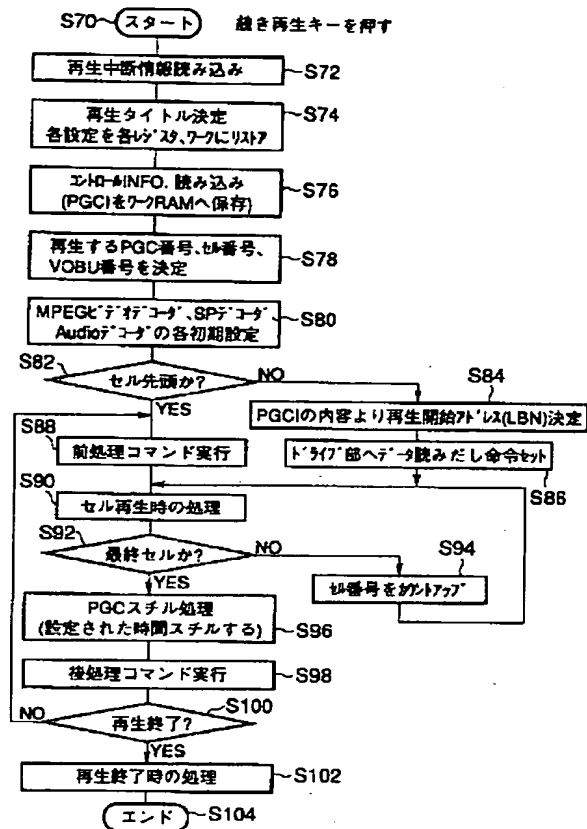 S70 スタート 続き再生キーを押す
再生中断情報読み込み S72
再生タイトル決定
各設定を各レジスタ、ワークにリストア
S74
コントロールINFO.読み込み
(PGCIをワークRAMへ保存)
S76
再生するPGC番号、セル番号、
VOBU番号を決定
S78
MPEGビデオデコーダ、SPデコーダ
Audioデコーダの各初期設定
S80
S82
セル先頭か?
NO
YES
S84
PGCIの内容より再生開始アドレス(LBN)決定
S88
前処理コマンド実行
ドライブ部へデータ読みだし命令セット
S86
S90
セル再生時の処理
S92
最終セルか?
NO
YES
S94
セル番号をカウントアップ
PGCスチル処理
(設定された時間スチルする)
S96
後処理コマンド実行 S98
S100
再生終了?
NO
YES
再生終了時の処理 S102
エンド S104